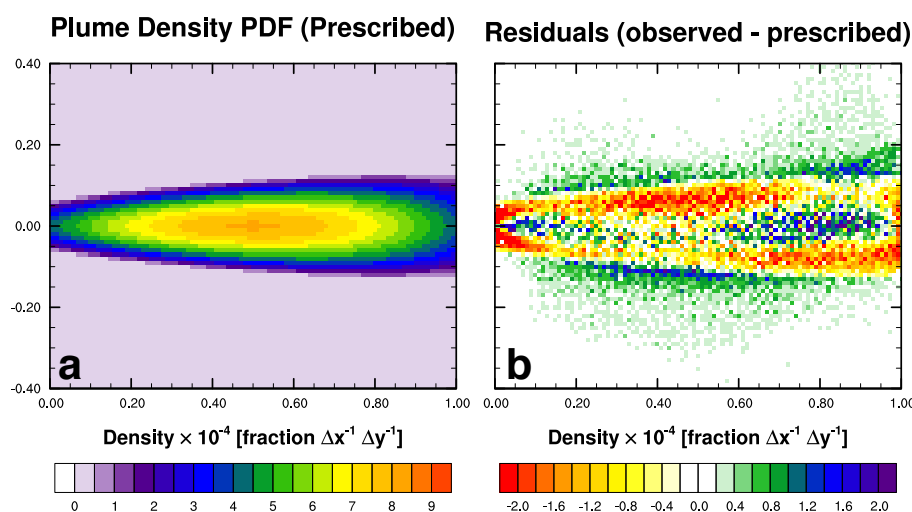 Plume Density PDF (Prescribed)
Residuals (observed - prescribed)
0.40
0.20
0.00
-0.20
-0.40
a
b
0.00 0.20 0.40 0.60 0.80 1.00
0.00 0.20 0.40 0.60 0.80 1.00
Density × 10⁻⁴ [fraction Δx⁻¹ Δy⁻¹]
Density × 10⁻⁴ [fraction Δx⁻¹ Δy⁻¹]
0 1 2 3 4 5 6 7 8 9
-2.0 -1.6 -1.2 -0.8 -0.4 0.0 0.4 0.8 1.2 1.6 2.0